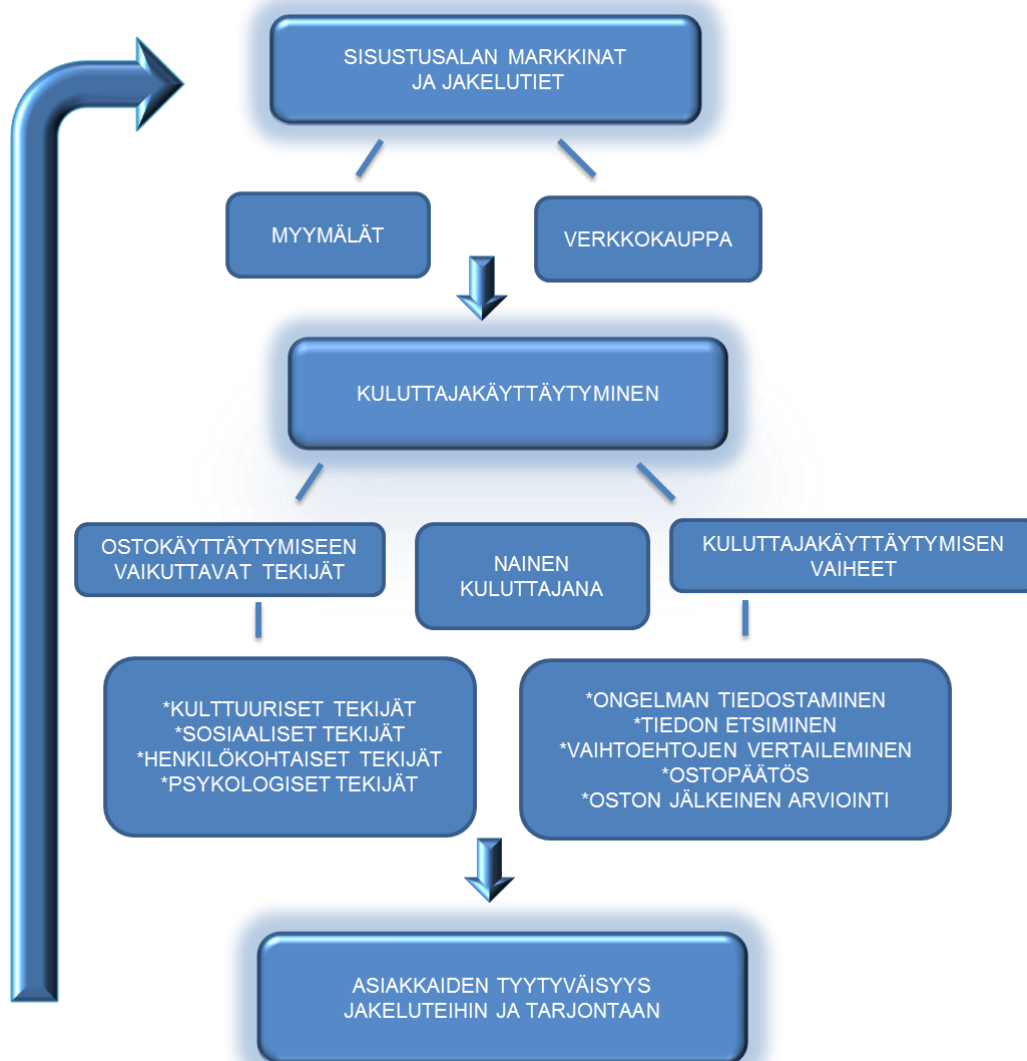 SISUSTUSALAN MARKKINAT
JA JAKELUTIET
MYYMÄLÄT
VERKKOKAUPPA
KULUTTAJAKÄYTTÄYTYMINEN
OSTOKÄYTTÄYTYMISEEN
VAIKUTTAVAT TEKIJÄT
NAINEN
KULUTTAJANA
KULUTTAJAKÄYTTÄYTYMISEN
VAIHEET
*KULTTUURISET TEKIJÄT
*SOSIAALISET TEKIJÄT
*HENKILÖKOHTAISET TEKIJÄT
*PSYKOLOGISET TEKIJÄT
*ONGELMAN TIEDOSTAMINEN
*TIEDON ETSIMINEN
*VAIHTOEHTOJEN VERTAILEMINEN
*OSTOPÄÄTÖS
*OSTON JÄLKEINEN ARVIOINTI
ASIAKKAIDEN TYYTYVÄISYYS
JAKELUTEIHIN JA TARJONTAAN